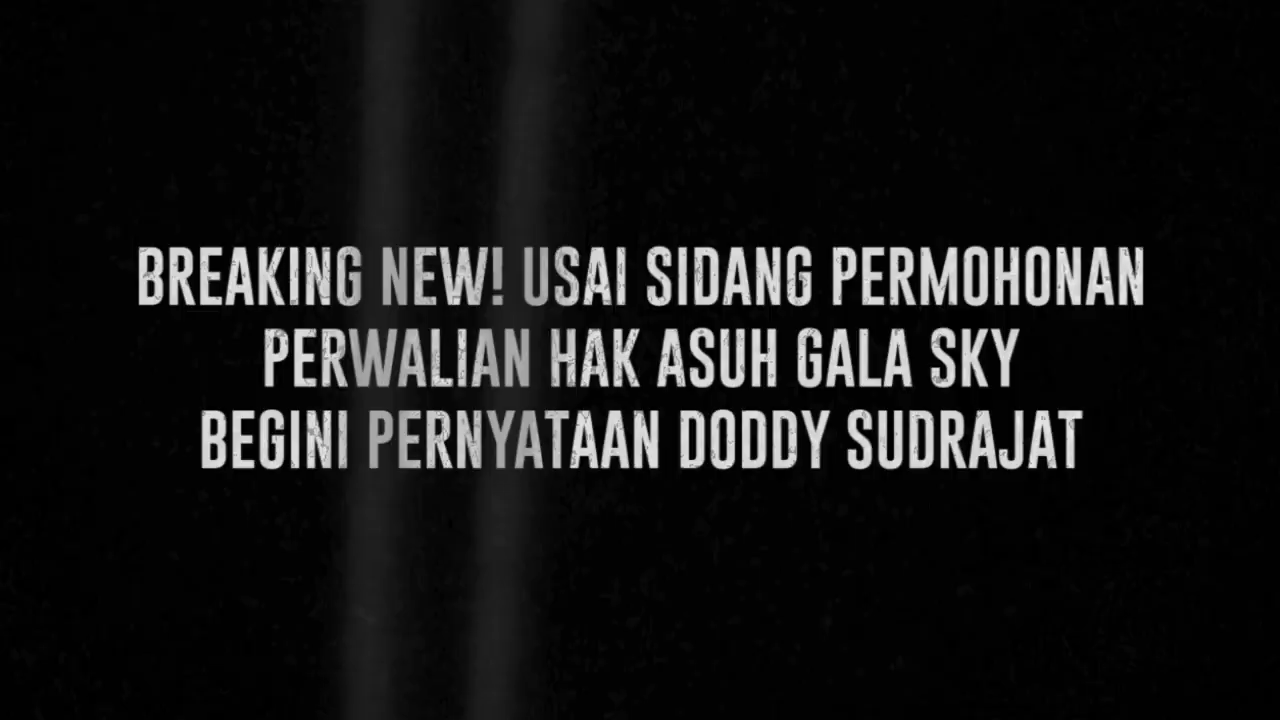 BREAKING NEW! USAI SIDANG PERMOHONAN
PERWALIAN HAK ASUH GALA SKY
BEGINI PERNYATAAN DODDY SUDRAJAT